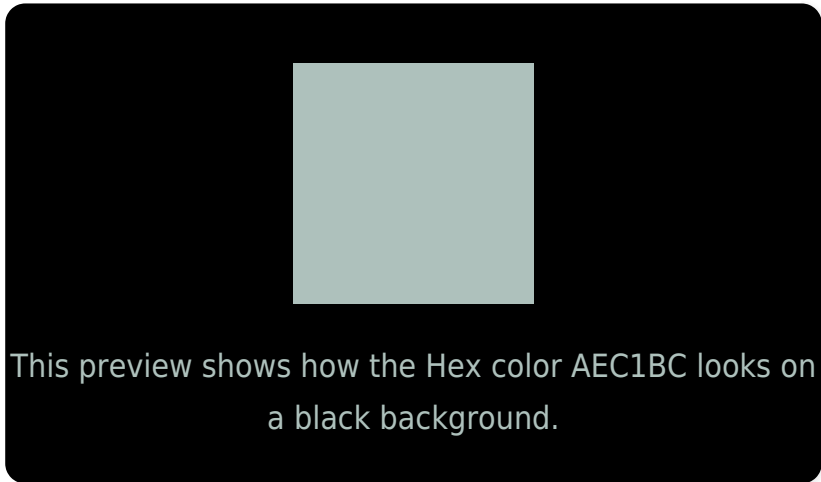 This preview shows how the Hex color AEC1BC looks on
a black background.